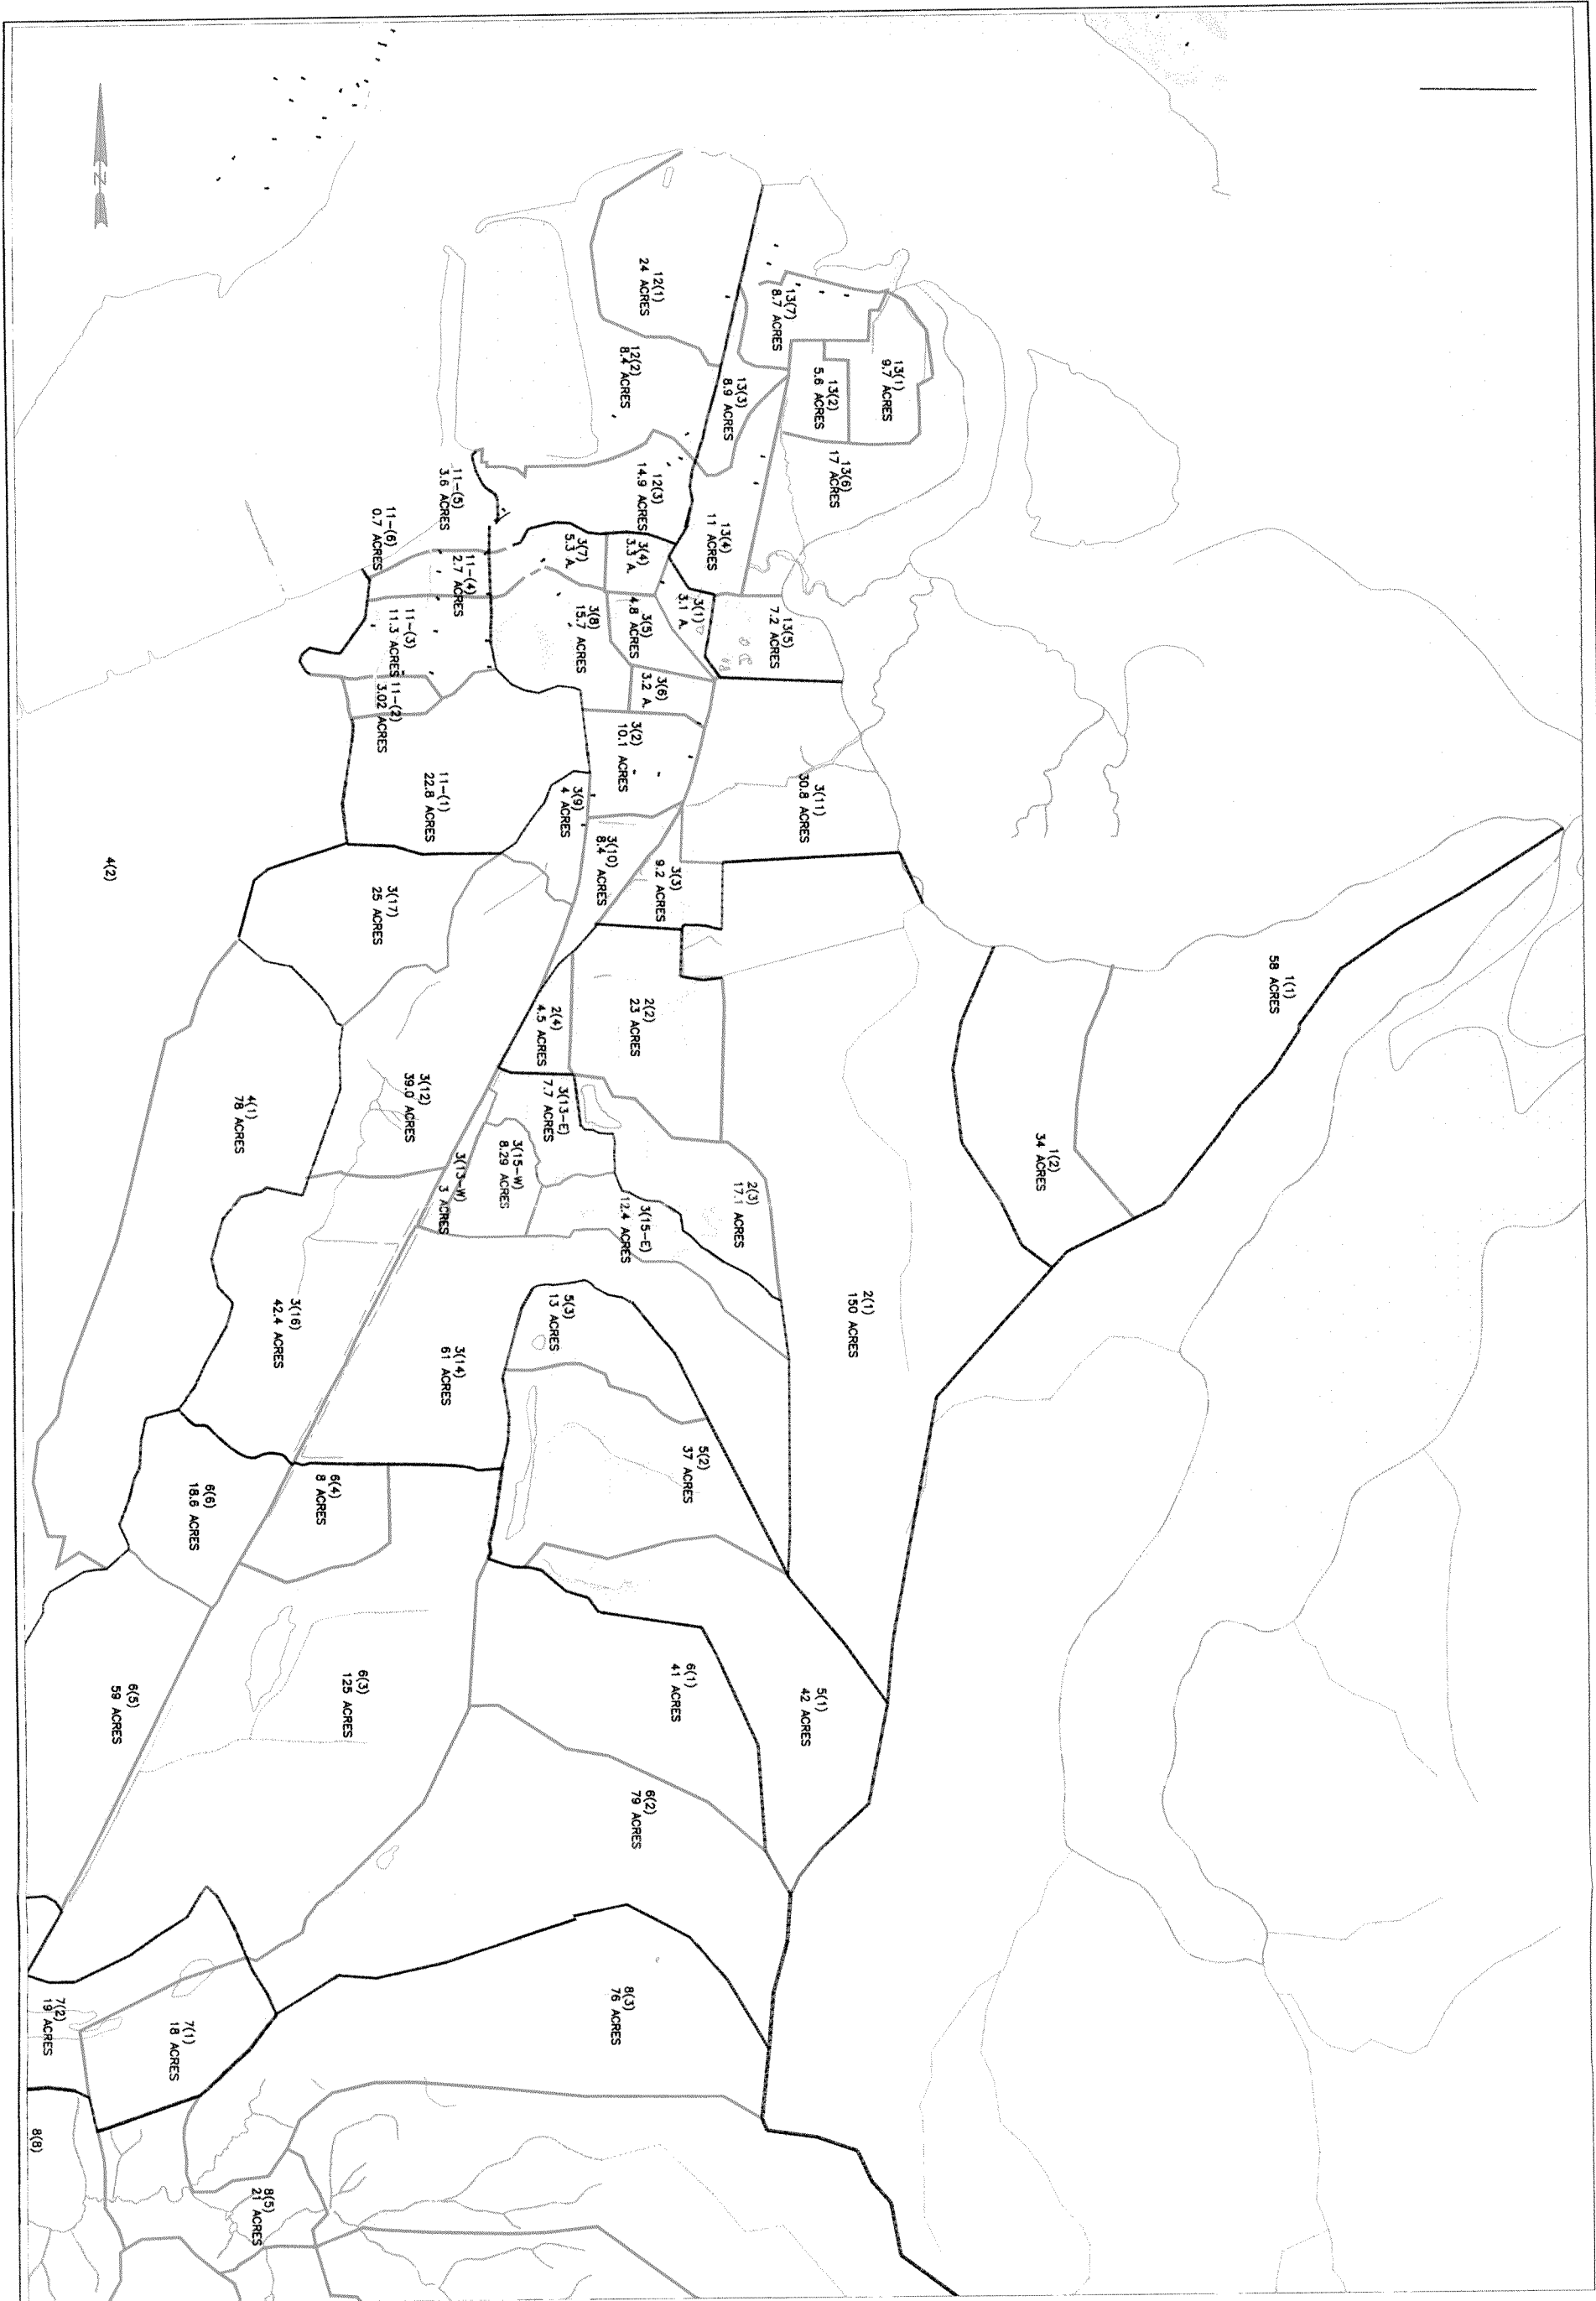 N
12(1)
24 ACRES
12(2)
8.4 ACRES
13(7)
8.7 ACRES
13(1)
9.7 ACRES
13(2)
5.6 ACRES
13(3)
8.9 ACRES
13(6)
17 ACRES
12(3)
14.9 ACRES
13(4)
11 ACRES
11-(5)
3.6 ACRES
11-(6)
0.7 ACRES
11-(4)
2.7 ACRES
3(7)
5.3 A.
3(4)
3.3 A.
3(1)
3.1 A.
13(5)
7.2 ACRES
11-(3)
11.3 ACRES
3(8)
15.7 ACRES
3(5)
4.8 ACRES
3(6)
3.2 A.
11-(2)
3.02 ACRES
3(2)
10.1 ACRES
11-(1)
22.8 ACRES
3(9)
4 ACRES
3(11)
30.8 ACRES
3(10)
8.4 ACRES
3(3)
9.2 ACRES
4(2)
3(17)
25 ACRES
1(1)
58 ACRES
2(2)
23 ACRES
2(4)
4.5 ACRES
3(12)
39.0 ACRES
4(1)
78 ACRES
3(13-E)
7.7 ACRES
3(15-W)
8.29 ACRES
3(13-W)
3 ACRES
1(2)
34 ACRES
2(3)
17.1 ACRES
3(15-E)
12.4 ACRES
2(1)
150 ACRES
5(3)
13 ACRES
3(16)
42.4 ACRES
3(14)
61 ACRES
5(2)
37 ACRES
6(4)
8 ACRES
6(6)
18.6 ACRES
6(1)
41 ACRES
5(1)
42 ACRES
6(3)
125 ACRES
6(5)
59 ACRES
6(2)
79 ACRES
8(3)
76 ACRES
7(2)
19 ACRES
7(1)
18 ACRES
8(8)
8(5)
21 ACRES